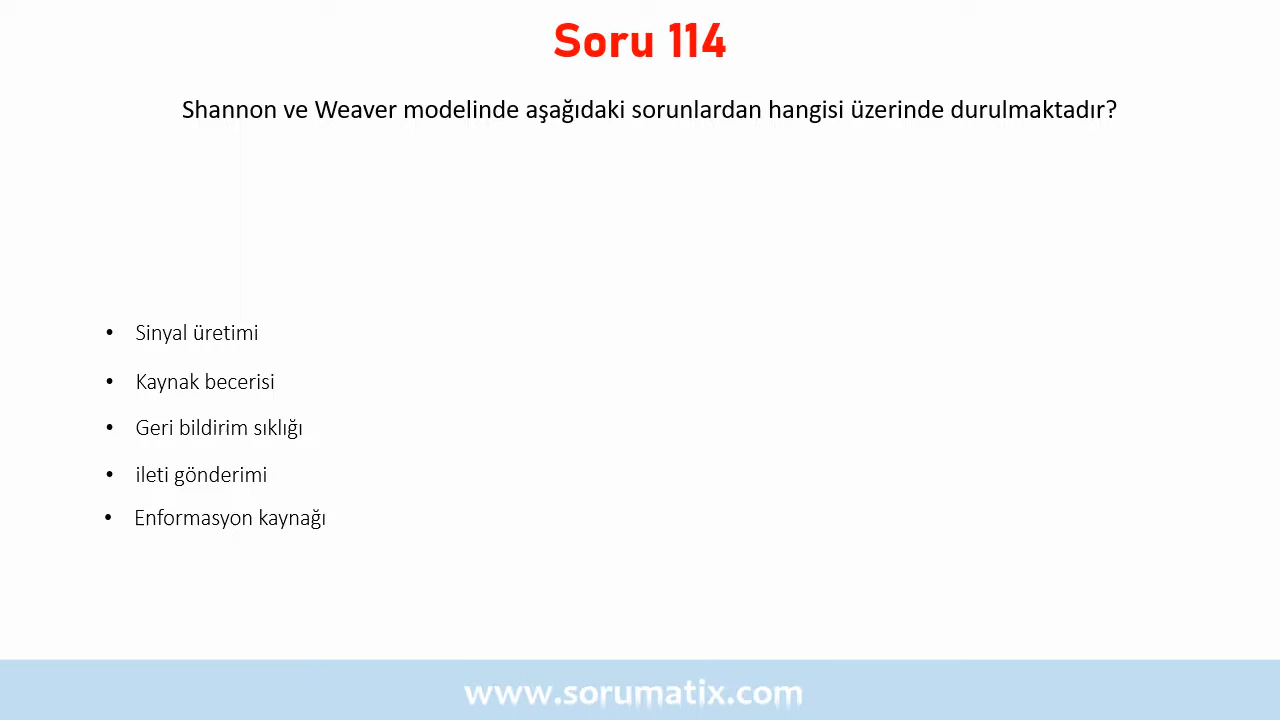 Soru 114
Shannon ve Weaver modelinde aşağıdaki sorunlardan hangisi üzerinde durulmaktadır?
• Sinyal üretimi
• Kaynak becerisi
• Geri bildirim sıklığı
• ileti gönderimi
• Enformasyon kaynağı
www.sorumatix.com